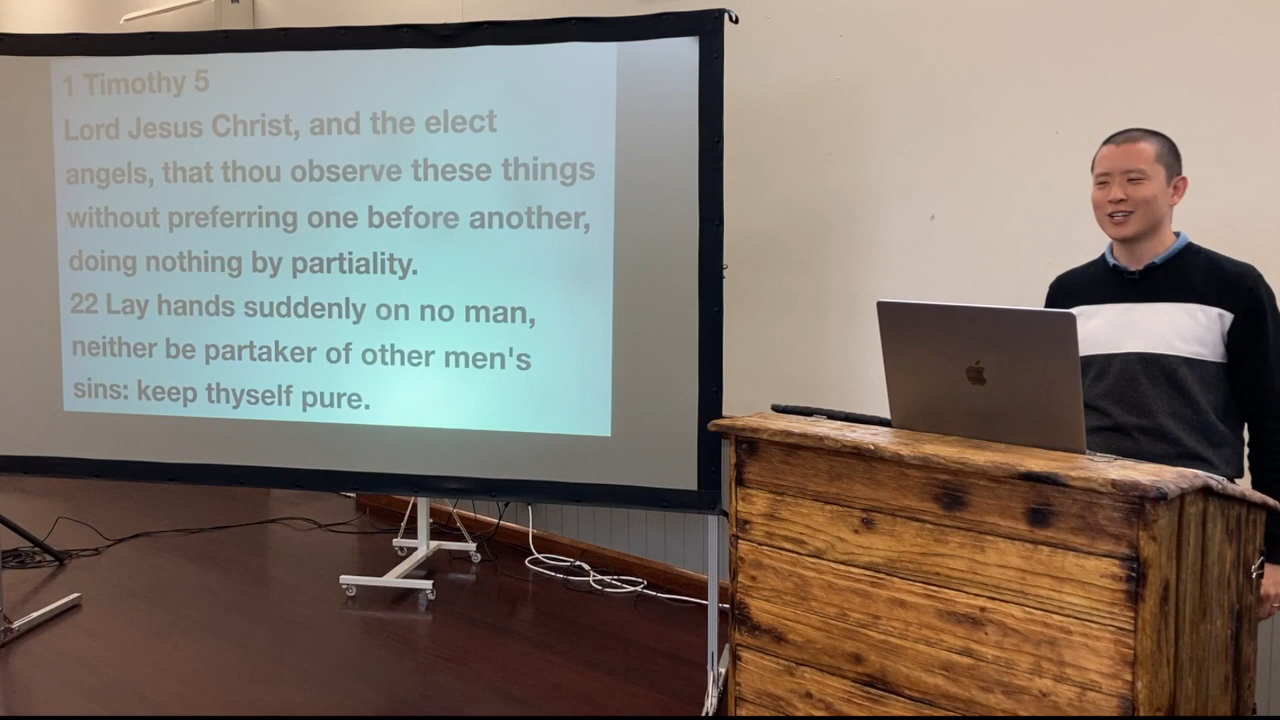 1 Timothy 5
Lord Jesus Christ, and the elect
angels, that thou observe these things
without preferring one before another,
doing nothing by partiality.
22 Lay hands suddenly on no man,
neither be partaker of other men's
sins: keep thyself pure.